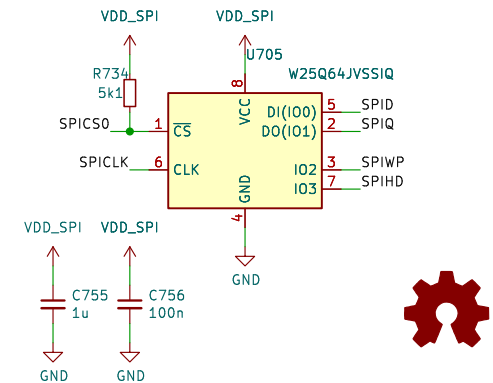 VDD_SPI VDD_SPI
U705
R734 W25Q64JVSSIQ
5k1
8
VCC
DI(IO0) 5 SPID
SPICS0 1 CS DO(IO1) 2 SPIQ
SPICLK 6 CLK IO2 3 SPIWP
IO3 7 SPIHD
GND
4
GND
VDD_SPI VDD_SPI
C755 C756
1u 100n
GND GND